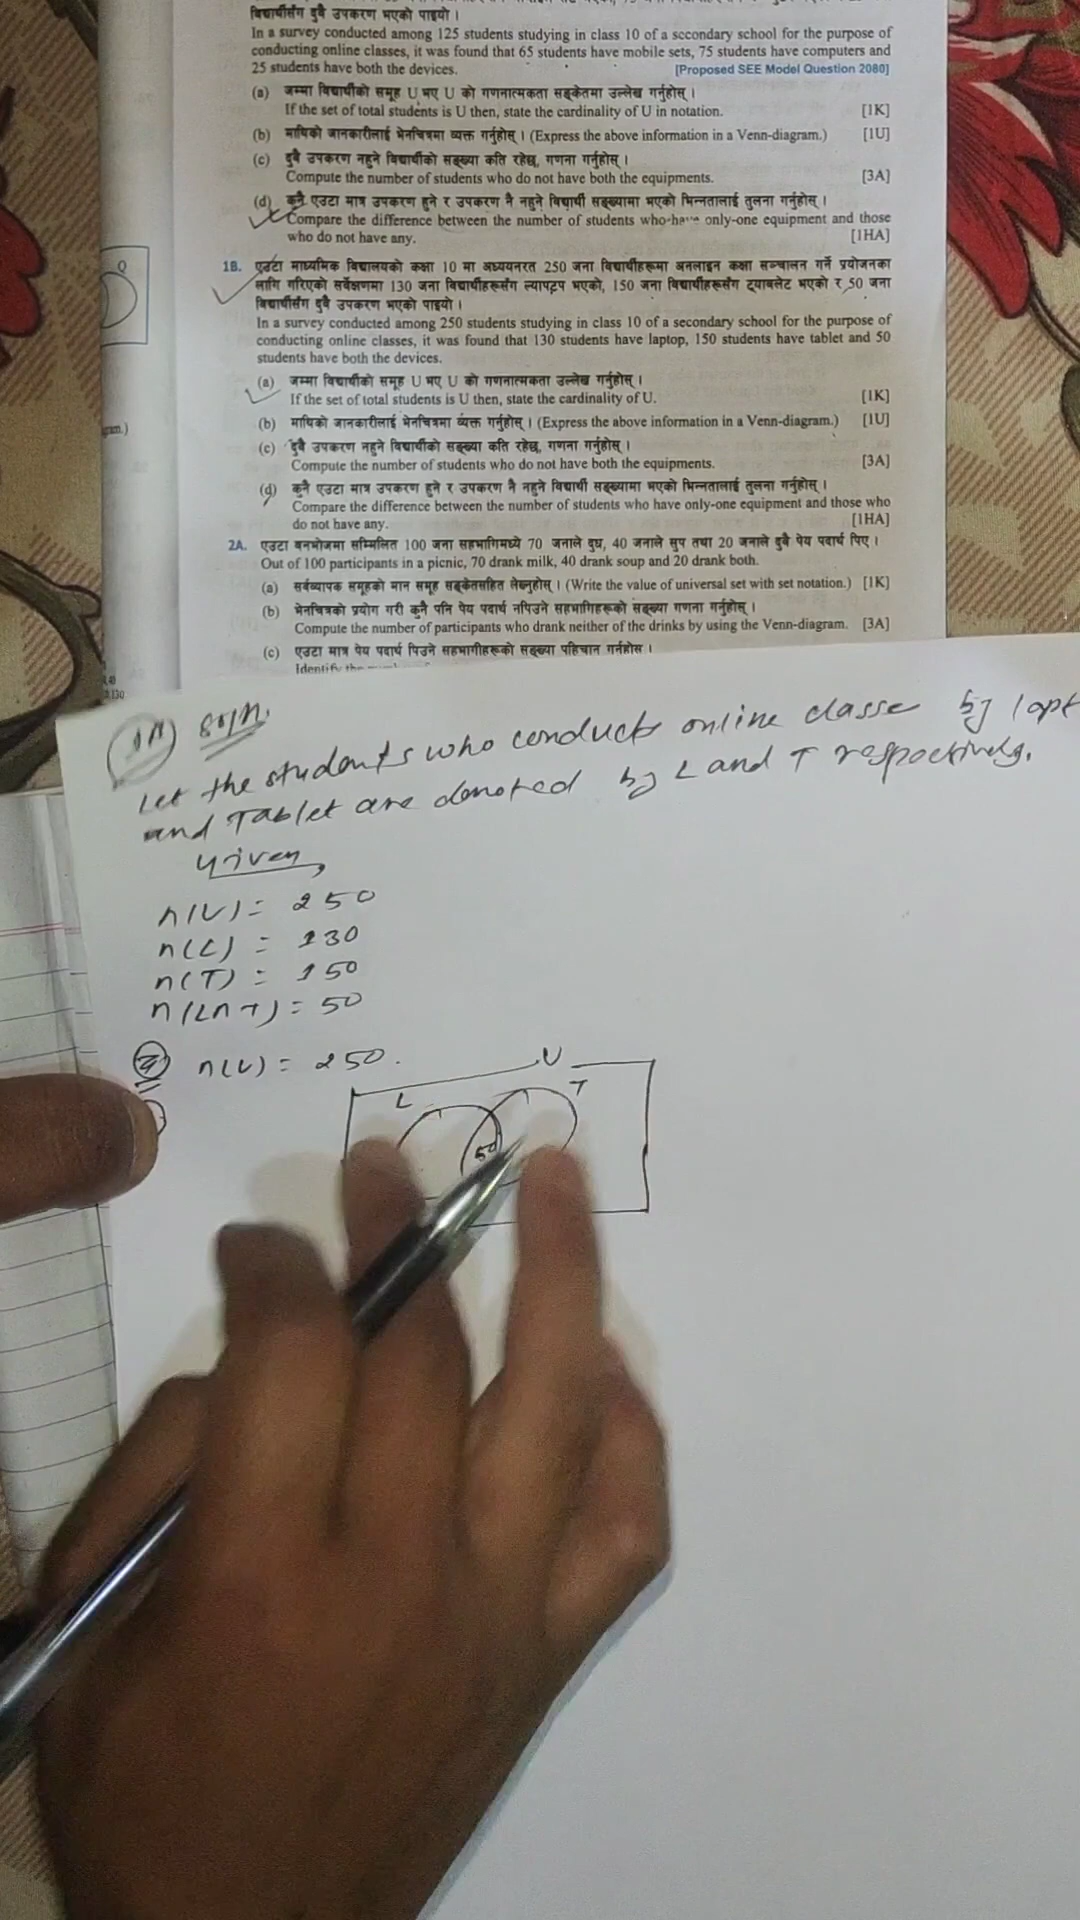 विद्यार्थीसँग दुवै उपकरण भएको पाइयो ।
In a survey conducted among 125 students studying in class 10 of a secondary school for the purpose of
conducting online classes, it was found that 65 students have mobile sets, 75 students have computers and
25 students have both the devices. [Proposed SEE Model Question 2080]
(a) जम्मा विद्यार्थीको समूह U भए U को गणनात्मकता सङ्केतमा उल्लेख गर्नुहोस् ।
If the set of total students is U then, state the cardinality of U in notation. [1K]
(b) माथिको जानकारीलाई भेनचित्रमा व्यक्त गर्नुहोस् । (Express the above information in a Venn-diagram.) [1U]
(c) दुवै उपकरण नहुने विद्यार्थीको सङ्ख्या कति रहेछ, गणना गर्नुहोस् ।
Compute the number of students who do not have both the equipments. [3A]
(d) कुनै एउटा मात्र उपकरण हुने र उपकरण नै नहुने विद्यार्थी सङ्ख्यामा भएको भिन्नतालाई तुलना गर्नुहोस् ।
Compare the difference between the number of students who have only-one equipment and those
who do not have any. [1HA]
1B. एउटा माध्यमिक विद्यालयको कक्षा 10 मा अध्ययनरत 250 जना विद्यार्थीहरूमा अनलाइन कक्षा सञ्चालन गर्ने प्रयोजनका
लागि गरिएको सर्वेक्षणमा 130 जना विद्यार्थीहरूसँग ल्यापटप भएको, 150 जना विद्यार्थीहरूसँग ट्याबलेट भएको र 50 जना
विद्यार्थीसँग दुवै उपकरण भएको पाइयो ।
In a survey conducted among 250 students studying in class 10 of a secondary school for the purpose of
conducting online classes, it was found that 130 students have laptop, 150 students have tablet and 50
students have both the devices.
(a) जम्मा विद्यार्थीको समूह U भए U को गणनात्मकता उल्लेख गर्नुहोस् ।
If the set of total students is U then, state the cardinality of U. [1K]
(b) माथिको जानकारीलाई भेनचित्रमा व्यक्त गर्नुहोस् । (Express the above information in a Venn-diagram.) [1U]
(c) दुवै उपकरण नहुने विद्यार्थीको सङ्ख्या कति रहेछ, गणना गर्नुहोस् ।
Compute the number of students who do not have both the equipments. [3A]
(d) कुनै एउटा मात्र उपकरण हुने र उपकरण नै नहुने विद्यार्थी सङ्ख्यामा भएको भिन्नतालाई तुलना गर्नुहोस् ।
Compare the difference between the number of students who have only-one equipment and those who
do not have any. [1HA]
2A. एउटा वनभोजमा सम्मिलित 100 जना सहभागिमध्ये 70 जनाले दुध, 40 जनाले सुप तथा 20 जनाले दुवै पेय पदार्थ पिए ।
Out of 100 participants in a picnic, 70 drank milk, 40 drank soup and 20 drank both.
(a) सर्वव्यापक समूहको मान समूह सङ्केतसहित लेख्नुहोस् । (Write the value of universal set with set notation.) [1K]
(b) भेनचित्रको प्रयोग गरी कुनै पनि पेय पदार्थ नपिउने सहभागिहरूको सङ्ख्या गणना गर्नुहोस् ।
Compute the number of participants who drank neither of the drinks by using the Venn-diagram. [3A]
(c) एउटा मात्र पेय पदार्थ पिउने सहभागीहरूको सङ्ख्या पहिचान गर्नुहोस् ।
Identify the
Q
gram.)
130
Soln.
Let the students who conducts online classe by lapt
and Tablet are denoted by L and T respectively.
Given,
n(U) = 250
n(L) = 130
n(T) = 150
n(L∩T) = 50
a n(U) = 250.
U
L T
50